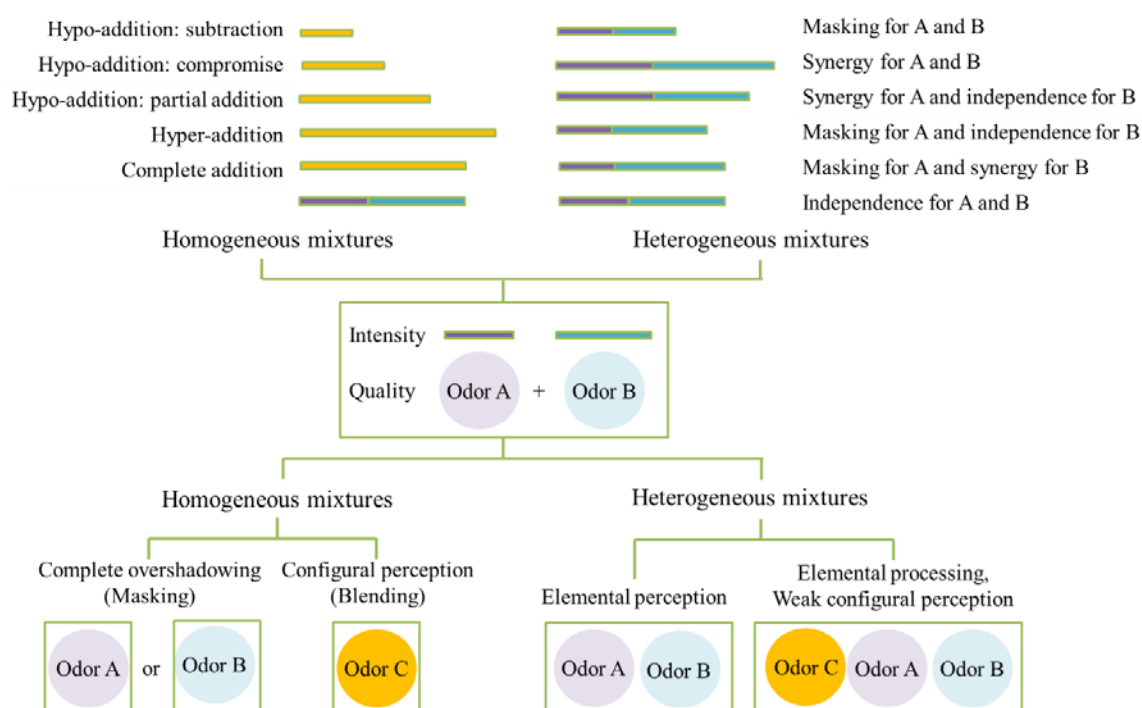 Hypo-addition: subtraction
Hypo-addition: compromise
Hypo-addition: partial addition
Hyper-addition
Complete addition
Masking for A and B
Synergy for A and B
Synergy for A and independence for B
Masking for A and independence for B
Masking for A and synergy for B
Independence for A and B
Homogeneous mixtures
Heterogeneous mixtures
Intensity
Quality
Odor A
+
Odor B
Homogeneous mixtures
Heterogeneous mixtures
Complete overshadowing
(Masking)
Configural perception
(Blending)
Elemental perception
Elemental processing,
Weak configural perception
Odor A
or
Odor B
Odor C
Odor A
Odor B
Odor C
Odor A
Odor B